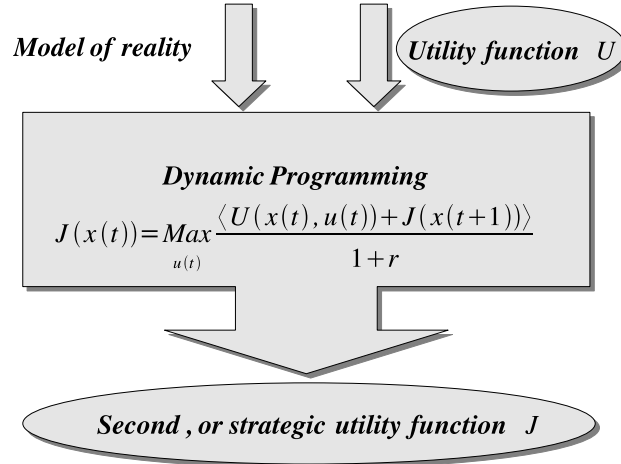 Model of reality
Utility function U
Dynamic Programming
J(x(t))=Max u(t) ⟨U(x(t),u(t))+J(x(t+1))⟩ / 1+r
Second , or strategic utility function J